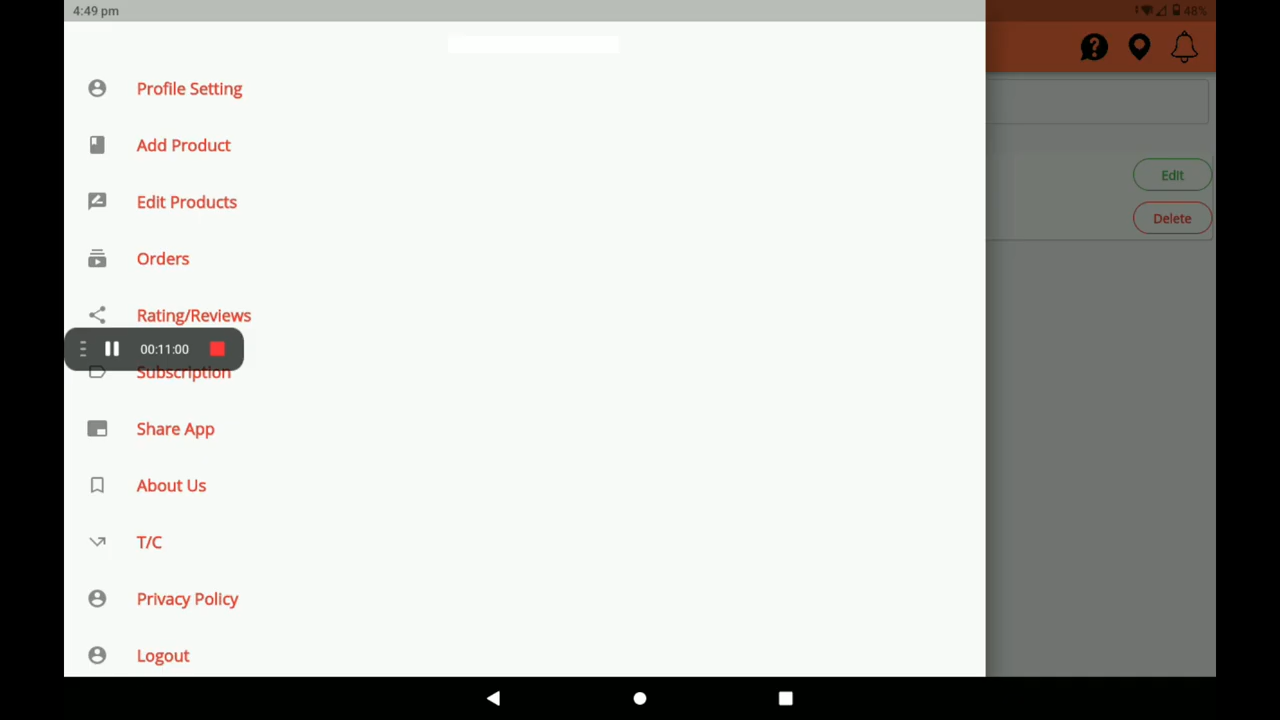 4:49 pm
48%
Profile Setting
Add Product
Edit Products
Orders
Rating/Reviews
00:11:00
Subscription
Share App
About Us
T/C
Privacy Policy
Logout
Edit
Delete